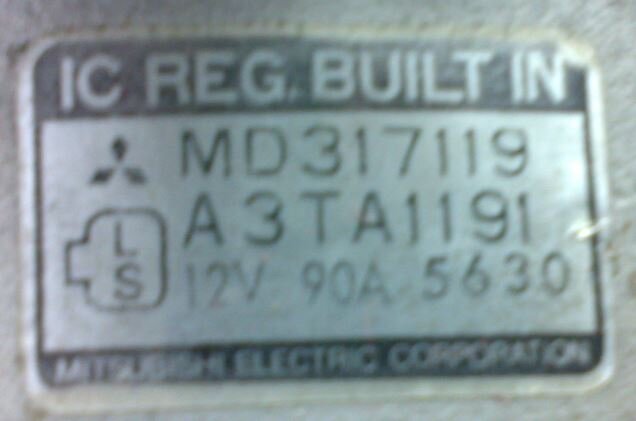 IC REG. BUILT IN
MD317119
A3TA1191
L
S
12V 90A 5630
MITSUBISHI ELECTRIC CORPORATION